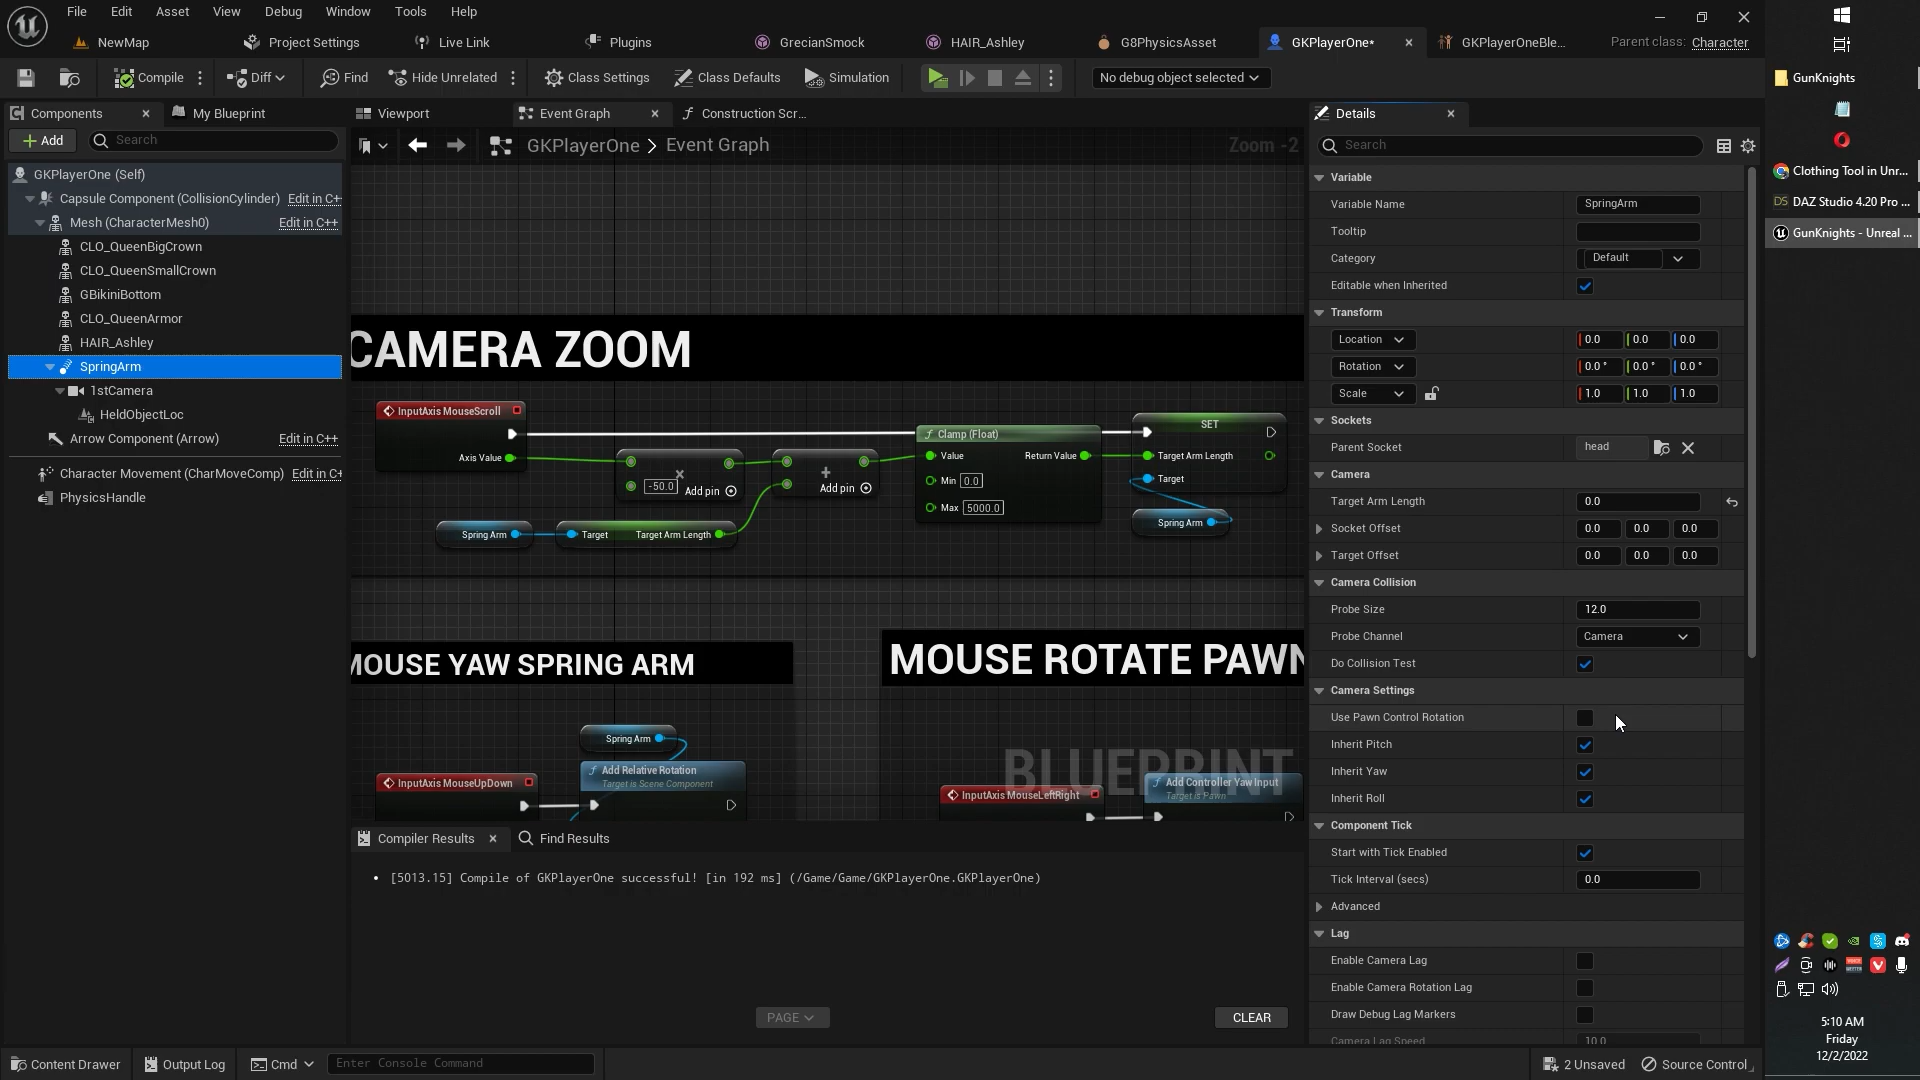 File Edit Asset View Debug Window Tools Help
NewMap Project Settings Live Link Plugins GrecianSmock HAIR_Ashley G8PhysicsAsset GKPlayerOne* GKPlayerOneBle... Parent class: Character
Compile Diff Find Hide Unrelated Class Settings Class Defaults Simulation No debug object selected
Components My Blueprint
Add Search
GKPlayerOne (Self)
Capsule Component (CollisionCylinder) Edit in C+
Mesh (CharacterMesh0) Edit in C++
CLO_QueenBigCrown
CLO_QueenSmallCrown
GBikiniBottom
CLO_QueenArmor
HAIR_Ashley
SpringArm
1stCamera
HeldObjectLoc
Arrow Component (Arrow) Edit in C++
Character Movement (CharMoveComp) Edit in C+
PhysicsHandle
Viewport Event Graph Construction Scr...
GKPlayerOne > Event Graph Zoom -2
CAMERA ZOOM
InputAxis MouseScroll
Axis Value
-50.0 Add pin
Add pin
Spring Arm
Target Target Arm Length
Clamp (Float)
Value Return Value
Min 0.0
Max 5000.0
SET
Target Arm Length
Target
Spring Arm
MOUSE YAW SPRING ARM
Spring Arm
InputAxis MouseUpDown
Add Relative Rotation
Target is Scene Component
MOUSE ROTATE PAWN
BLUEPRINT
InputAxis MouseLeftRight
Add Controller Yaw Input
Target is Pawn
Compiler Results Find Results
[5013.15] Compile of GKPlayerOne successful! [in 192 ms] (/Game/Game/GKPlayerOne.GKPlayerOne)
PAGE CLEAR
Details
Search
Variable
Variable Name SpringArm
Tooltip
Category Default
Editable when Inherited
Transform
Location 0.0 0.0 0.0
Rotation 0.0 ° 0.0 ° 0.0 °
Scale 1.0 1.0 1.0
Sockets
Parent Socket head
Camera
Target Arm Length 0.0
Socket Offset 0.0 0.0 0.0
Target Offset 0.0 0.0 0.0
Camera Collision
Probe Size 12.0
Probe Channel Camera
Do Collision Test
Camera Settings
Use Pawn Control Rotation
Inherit Pitch
Inherit Yaw
Inherit Roll
Component Tick
Start with Tick Enabled
Tick Interval (secs) 0.0
Advanced
Lag
Enable Camera Lag
Enable Camera Rotation Lag
Draw Debug Lag Markers
Camera Lag Speed 10.0
Content Drawer Output Log Cmd Enter Console Command 2 Unsaved Source Control
GunKnights
Clothing Tool in Unr...
DS DAZ Studio 4.20 Pro ...
GunKnights - Unreal ...
5:10 AM
Friday
12/2/2022